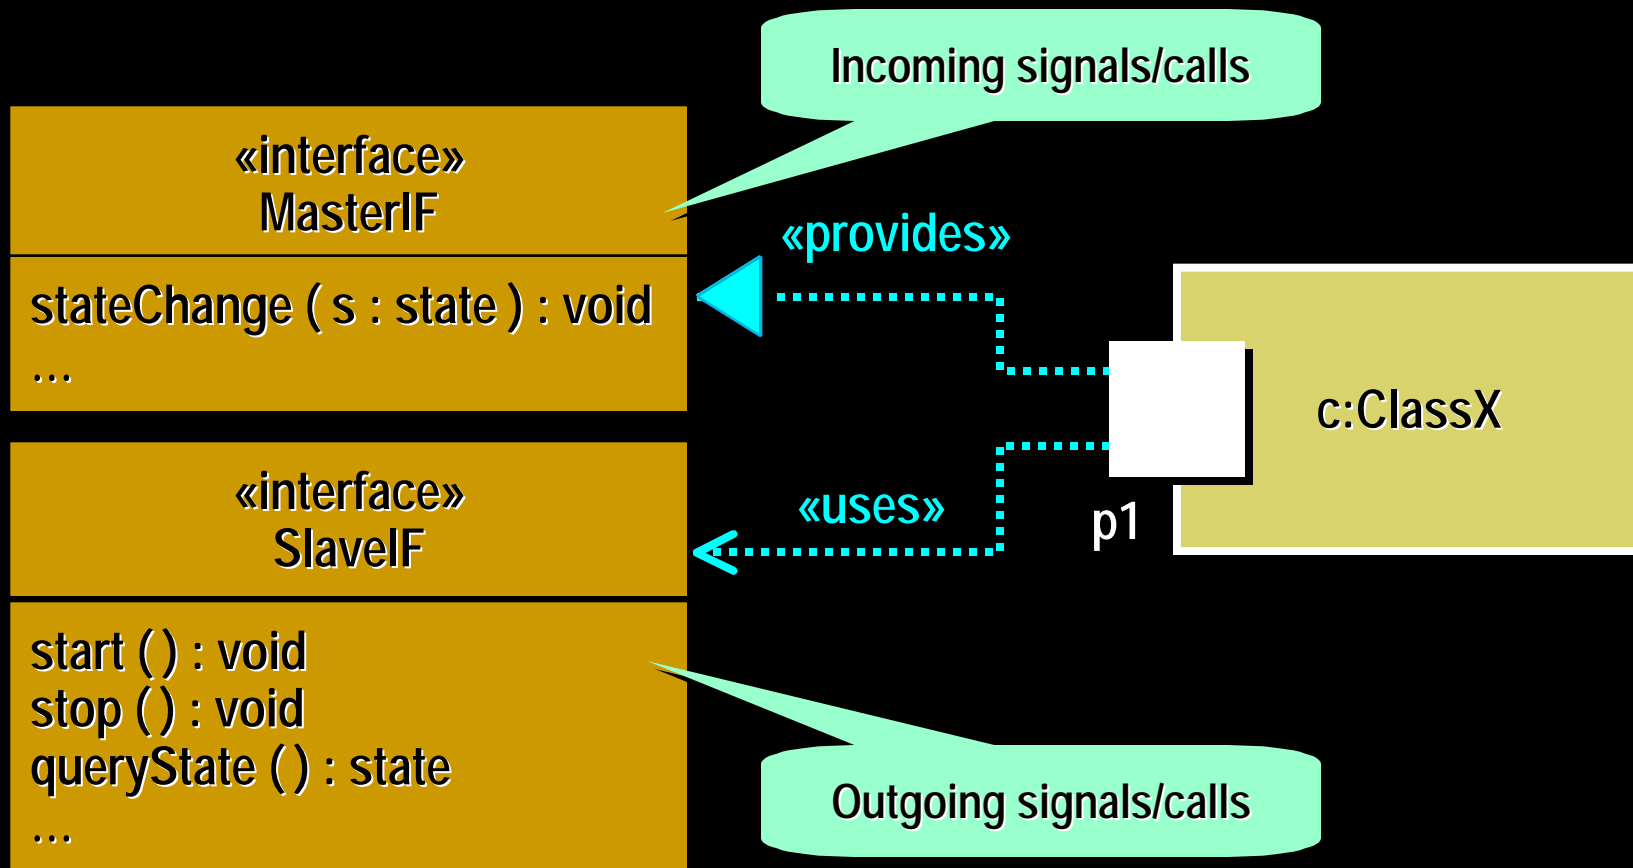 Incoming signals/calls
«interface»
MasterIF
stateChange ( s : state ) : void
...
«provides»
c:ClassX
p1
«uses»
«interface»
SlaveIF
start ( ) : void
stop ( ) : void
queryState ( ) : state
...
Outgoing signals/calls